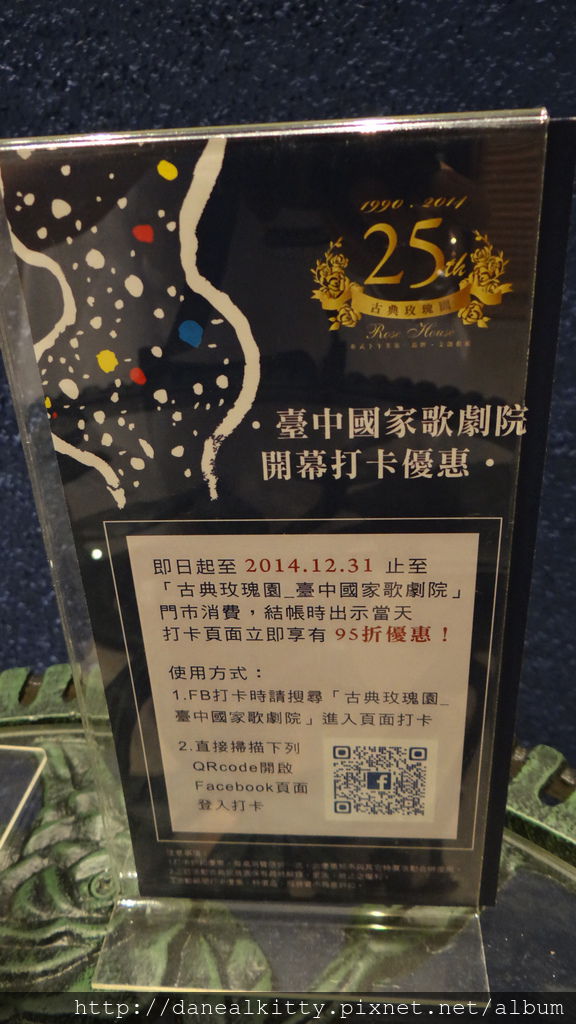 1990 . 2014
25th
古典玫瑰園
Rose House
·臺中國家歌劇院
開幕打卡優惠·
即日起至 2014.12.31 止至
「古典玫瑰園_臺中國家歌劇院」
門市消費，結帳時出示當天
打卡頁面立即享有 95折優惠！
使用方式：
1.FB打卡時請搜尋「古典玫瑰園_
臺中國家歌劇院」進入頁面打卡
2.直接掃描下列
QRcode開啟
Facebook頁面
登入打卡
注意事項：
http://danealkitty.pixnet.net/album